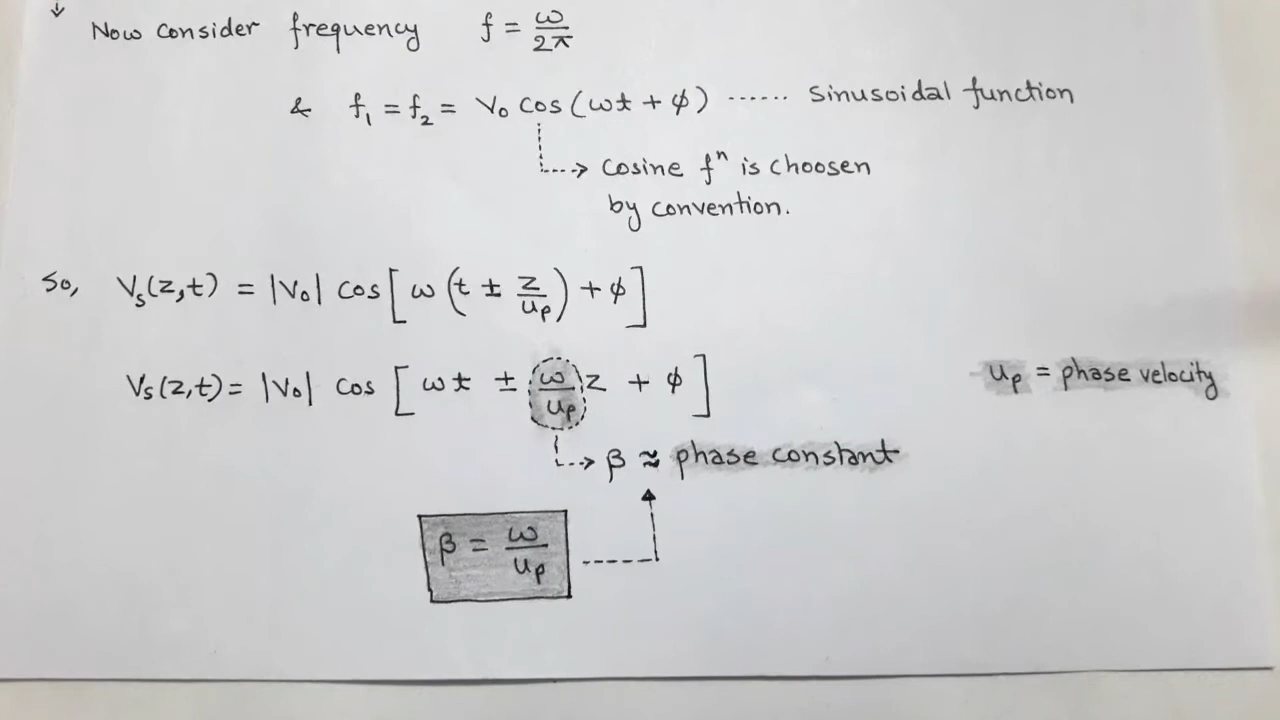 Now consider frequency f = ω/2π
& f₁ = f₂ = V₀ cos(ωt + ϕ) ...... sinusoidal function
cosine fⁿ is choosen
by convention.
So, Vₛ(z,t) = |V₀| cos[ω(t ± z/uₚ) + ϕ]
Vₛ(z,t) = |V₀| cos [ωt ± ω/uₚ z + ϕ]
uₚ = phase velocity
β ≈ phase constant
β = ω/uₚ